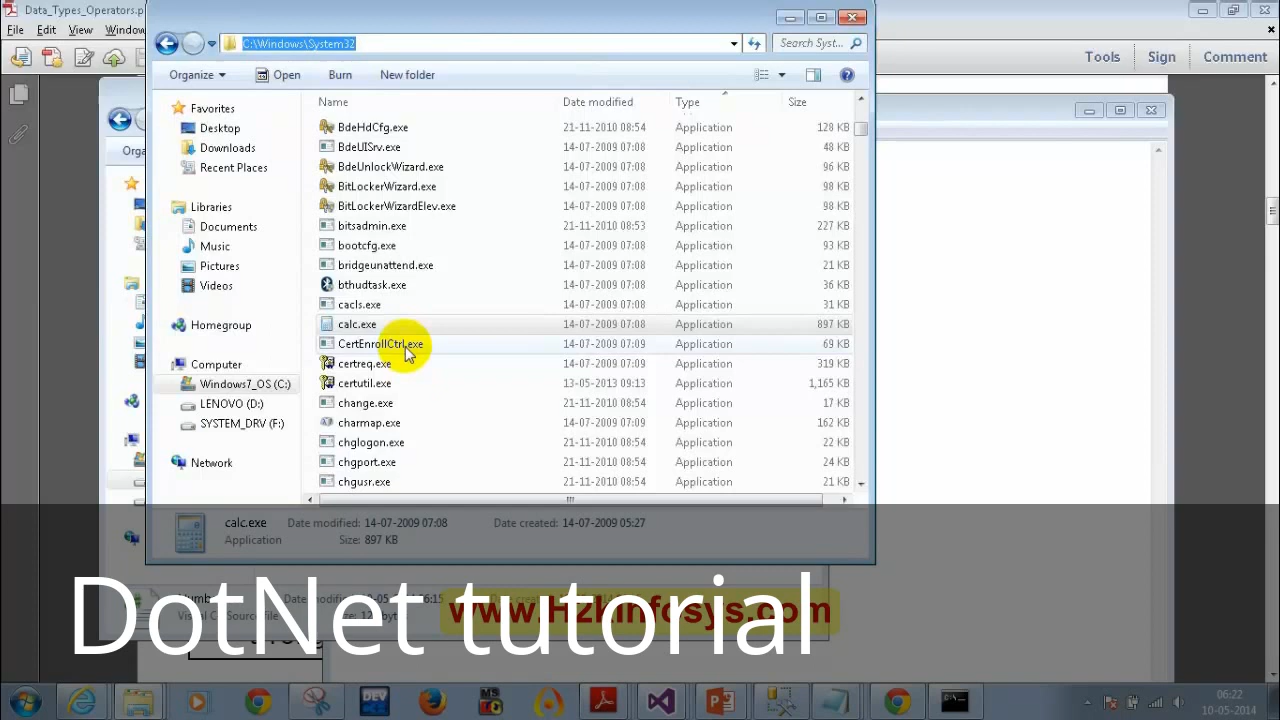 Data_Types_Operators.p
File Edit View Window
Tools Sign Comment
C:\Windows\System32
Search Syst...
Organize Open Burn New folder
Name Date modified Type Size
Favorites
Desktop
Downloads
Recent Places
Libraries
Documents
Music
Pictures
Videos
Homegroup
Computer
Windows7_OS (C:)
LENOVO (D:)
SYSTEM_DRV (F:)
Network
BdeHdCfg.exe 21-11-2010 08:54 Application 128 KB
BdeUISrv.exe 14-07-2009 07:08 Application 48 KB
BdeUnlockWizard.exe 14-07-2009 07:08 Application 96 KB
BitLockerWizard.exe 14-07-2009 07:08 Application 98 KB
BitLockerWizardElev.exe 14-07-2009 07:08 Application 98 KB
bitsadmin.exe 21-11-2010 08:53 Application 227 KB
bootcfg.exe 14-07-2009 07:08 Application 93 KB
bridgeunattend.exe 14-07-2009 07:08 Application 21 KB
bthudtask.exe 14-07-2009 07:08 Application 36 KB
cacls.exe 14-07-2009 07:08 Application 31 KB
calc.exe 14-07-2009 07:08 Application 897 KB
CertEnrollCtrl.exe 14-07-2009 07:09 Application 69 KB
certreq.exe 14-07-2009 07:09 Application 319 KB
certutil.exe 13-05-2013 09:13 Application 1,165 KB
change.exe 21-11-2010 08:54 Application 17 KB
charmap.exe 14-07-2009 07:09 Application 162 KB
chglogon.exe 21-11-2010 08:54 Application 22 KB
chgport.exe 21-11-2010 08:54 Application 24 KB
chgusr.exe 21-11-2010 08:54 Application 21 KB
calc.exe Date modified: 14-07-2009 07:08 Date created: 14-07-2009 05:27
Application Size: 897 KB
Orga
DotNet tutorial
www.H2kinfosys.com
DEV
MS
06:22
10-05-2014